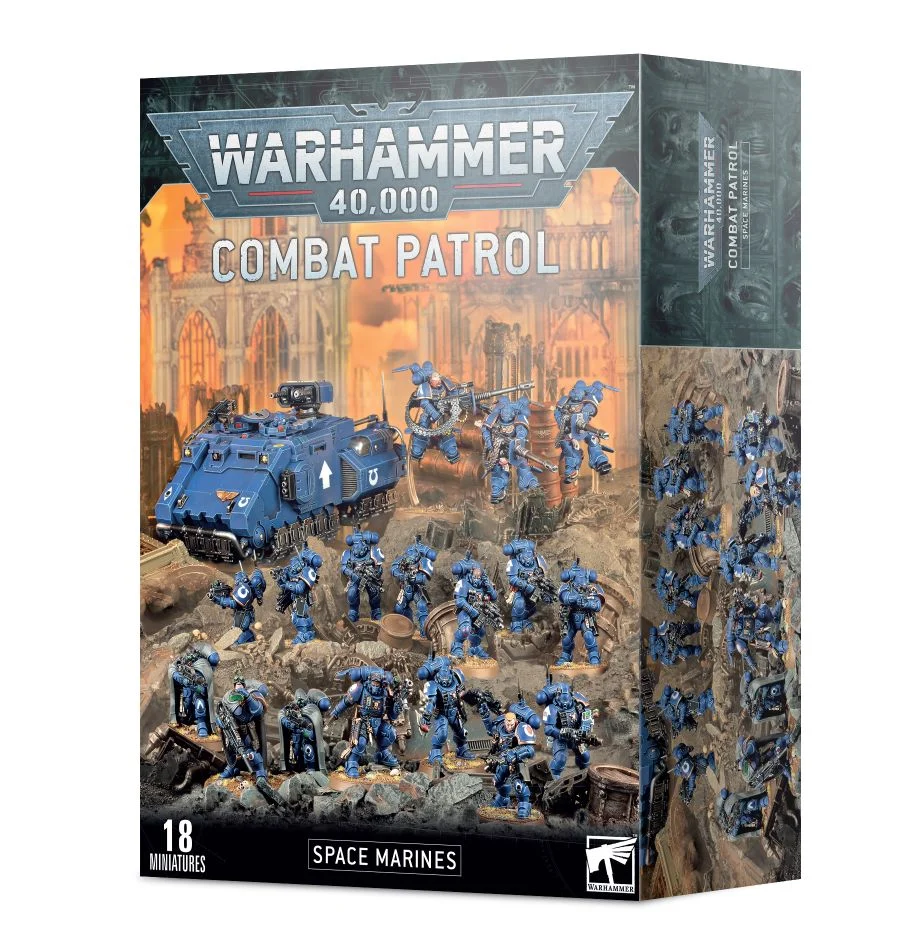 WARHAMMER
40,000
COMBAT PATROL
18
MINIATURES
SPACE MARINES
WARHAMMER
WARHAMMER
40,000
COMBAT PATROL
SPACE MARINES